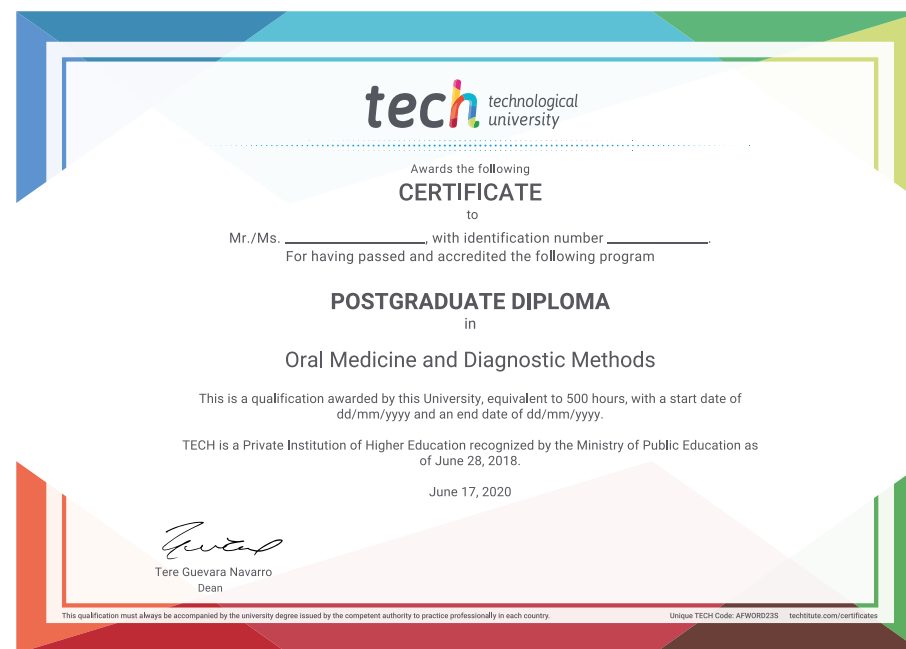 tech technological
university
Awards the following
CERTIFICATE
to
Mr./Ms. ____________________, with identification number ______________.
For having passed and accredited the following program
POSTGRADUATE DIPLOMA
in
Oral Medicine and Diagnostic Methods
This is a qualification awarded by this University, equivalent to 500 hours, with a start date of
dd/mm/yyyy and an end date of dd/mm/yyyy.
TECH is a Private Institution of Higher Education recognized by the Ministry of Public Education as
of June 28, 2018.
June 17, 2020
Tere Guevara Navarro
Dean
This qualification must always be accompanied by the university degree issued by the competent authority to practice professionally in each country.
Unique TECH Code: AFWORD23S techtitute.com/certificates